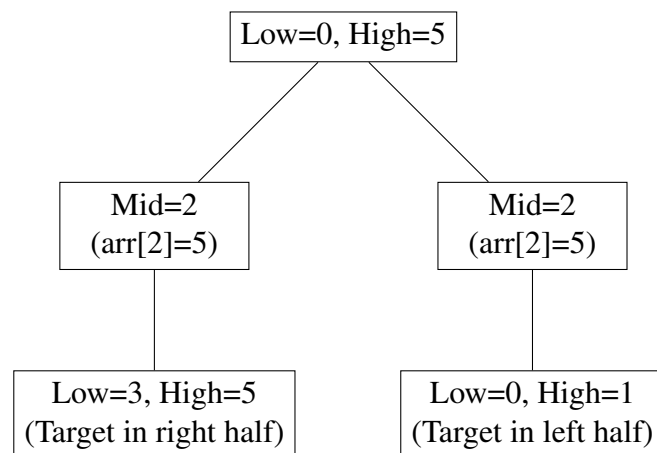 Low=0, High=5
Mid=2
(arr[2]=5)
Mid=2
(arr[2]=5)
Low=3, High=5
(Target in right half)
Low=0, High=1
(Target in left half)